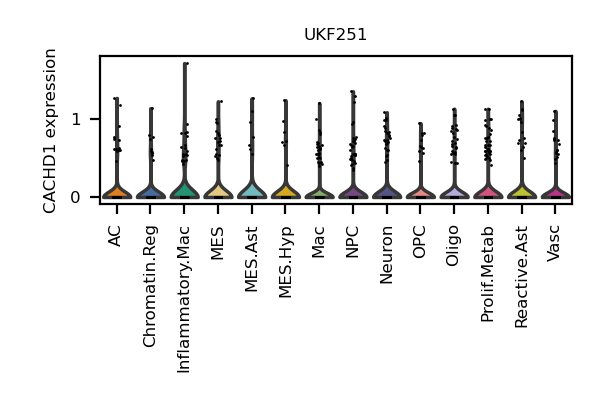 UKF251
CACHD1 expression
1
0
AC
Chromatin.Reg
Inflammatory.Mac
MES
MES.Ast
MES.Hyp
Mac
NPC
Neuron
OPC
Oligo
Prolif.Metab
Reactive.Ast
Vasc